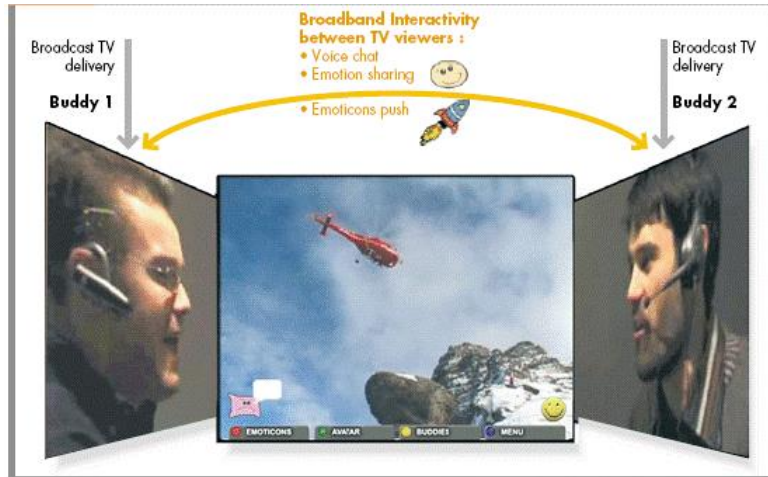 Broadband Interactivity
between TV viewers :
• Voice chat
• Emotion sharing
• Emoticons push
Broadcast TV
delivery
Buddy 1
Broadcast TV
delivery
Buddy 2
EMOTICONS
AVATAR
BUDDIES
MENU